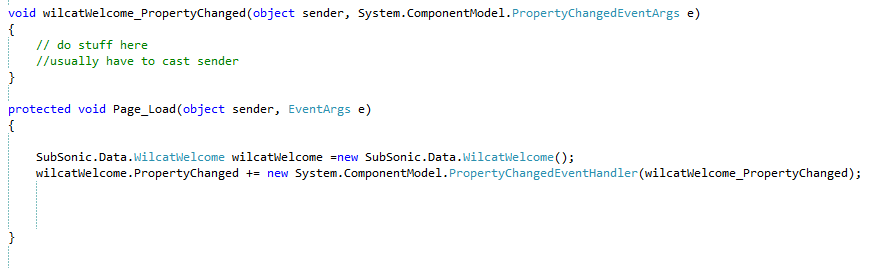 void wilcatWelcome_PropertyChanged(object sender, System.ComponentModel.PropertyChangedEventArgs e)
{
// do stuff here
//usually have to cast sender
}
protected void Page_Load(object sender, EventArgs e)
{
SubSonic.Data.WilcatWelcome wilcatWelcome =new SubSonic.Data.WilcatWelcome();
wilcatWelcome.PropertyChanged += new System.ComponentModel.PropertyChangedEventHandler(wilcatWelcome_PropertyChanged);
}